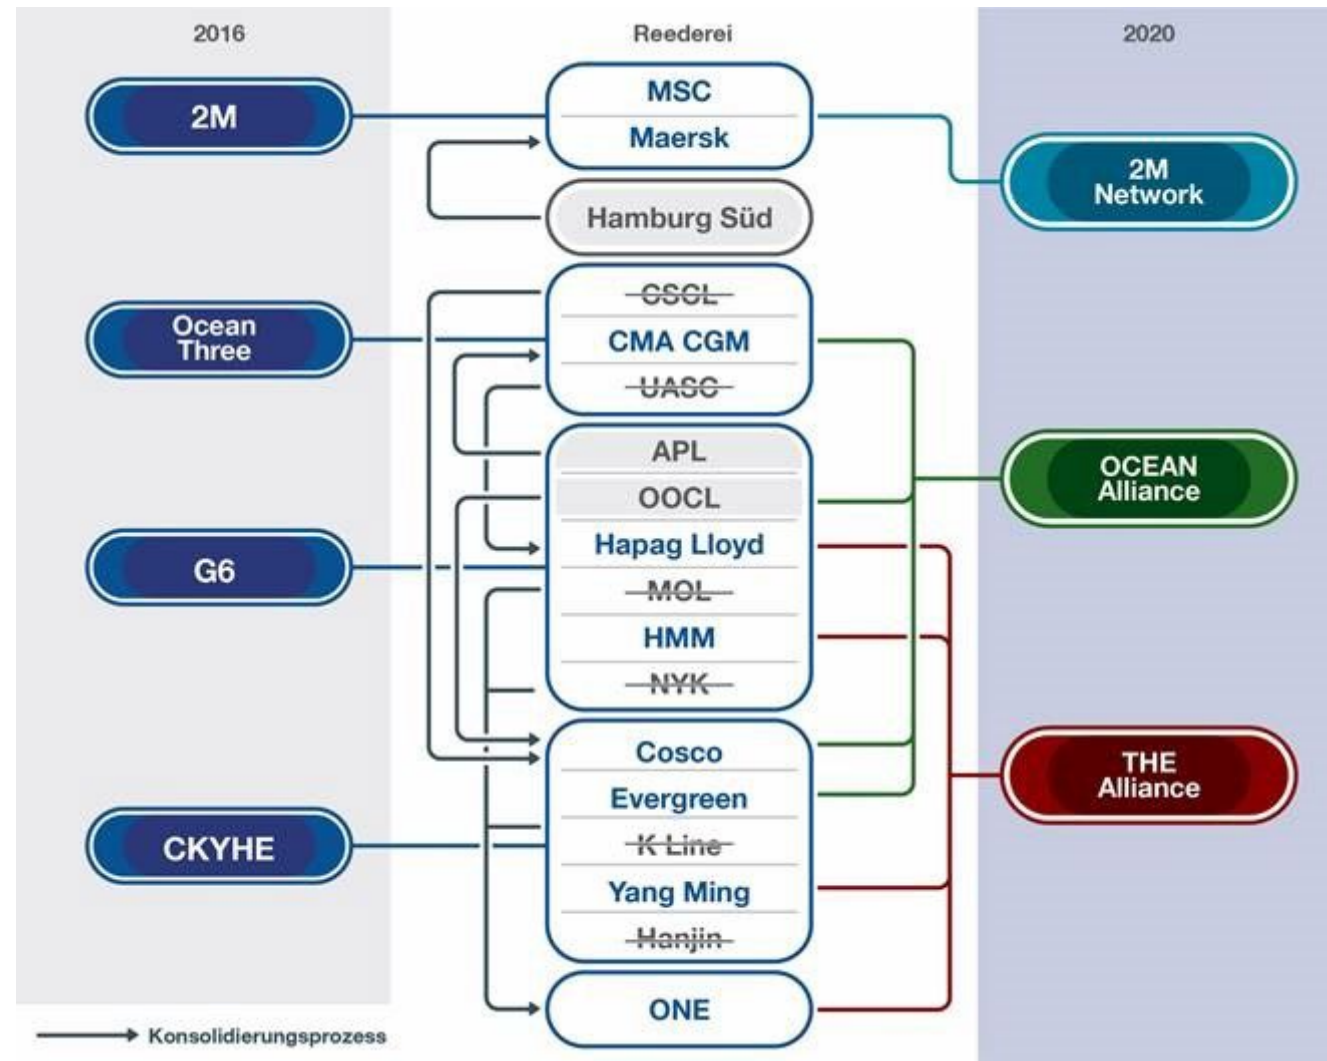 2016
Reederei
2020
2M
MSC
Maersk
2M
Network
Hamburg Süd
Ocean
Three
CSCL
CMA CGM
UASC
APL
OOCL
Hapag Lloyd
MOL
HMM
NYK
OCEAN
Alliance
G6
Cosco
Evergreen
K Line
Yang Ming
Hanjin
THE
Alliance
CKYHE
ONE
Konsolidierungsprozess